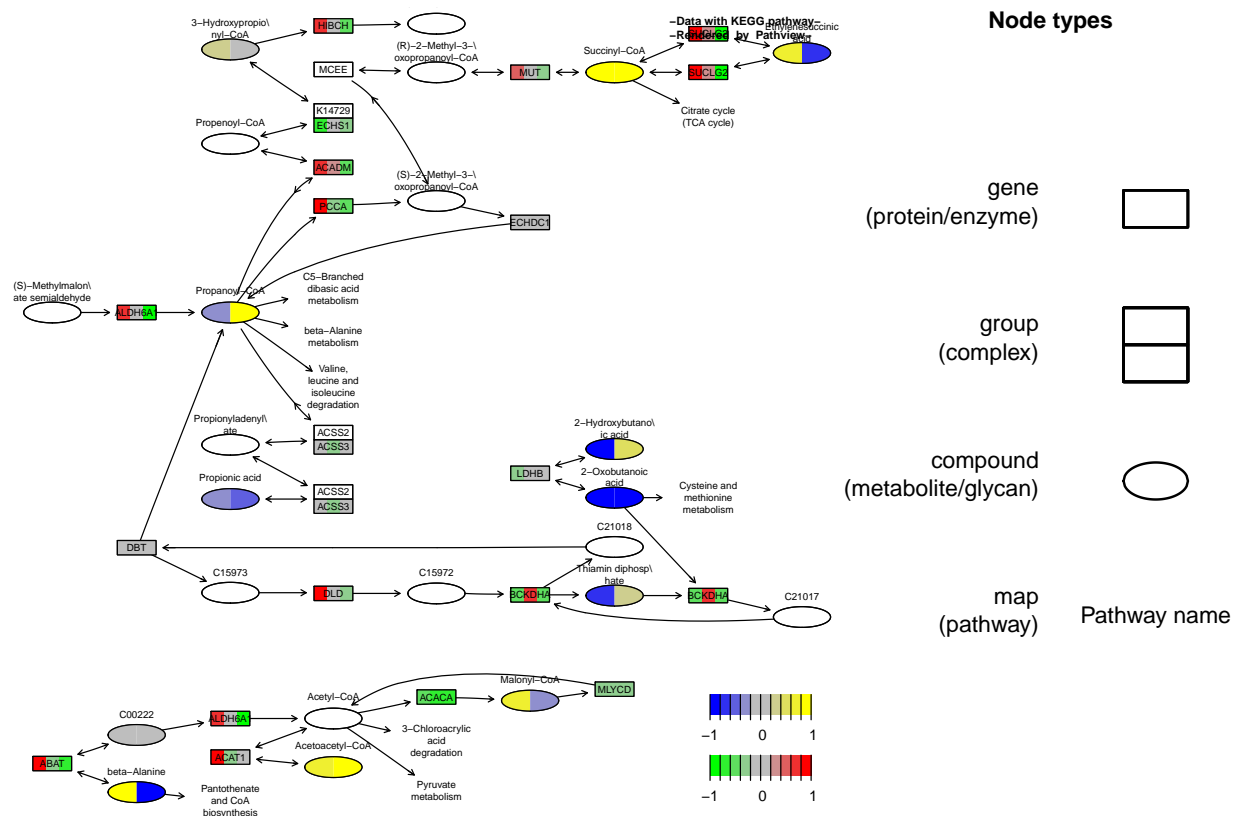 3−Hydroxypropio\
nyl−CoA
HIBCH
(R)−2−Methyl−3−\
oxopropanoyl−CoA
MCEE
MUT
Succinyl−CoA
−Data with KEGG pathway−
−Rendered by Pathview−
SUCLG2
Ethylenesuccinic
acid
SUCLG2
Citrate cycle
(TCA cycle)
Node types
K14729
ECHS1
Propenoyl−CoA
ACADM
(S)−2−Methyl−3−\
oxopropanoyl−CoA
PCCA
ECHDC1
gene
(protein/enzyme)
(S)−Methylmalon\
ate semialdehyde
ALDH6A1
Propanoyl−CoA
C5−Branched
dibasic acid
metabolism
beta−Alanine
metabolism
Valine,
leucine and
isoleucine
degradation
group
(complex)
Propionyladenyl\
ate
ACSS2
ACSS3
Propionic acid
ACSS2
ACSS3
2−Hydroxybutano\
ic acid
LDHB
2−Oxobutanoic
acid
Cysteine and
methionine
metabolism
compound
(metabolite/glycan)
DBT
C21018
C15973
DLD
C15972
BCKDHA
Thiamin diphosp\
hate
BCKDHA
C21017
map
(pathway)
Pathway name
C00222
ALDH6A1
Acetyl−CoA
ACACA
Malonyl−CoA
MLYCD
3−Chloroacrylic
acid
degradation
ABAT
ACAT1
Acetoacetyl−CoA
beta−Alanine
Pantothenate
and CoA
biosynthesis
Pyruvate
metabolism
−1 0 1
−1 0 1